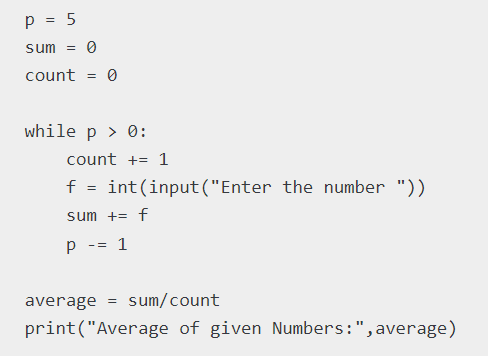 p = 5
sum = 0
count = 0

while p > 0:
    count += 1
    f = int(input("Enter the number "))
    sum += f
    p -= 1

average = sum/count
print("Average of given Numbers:",average)